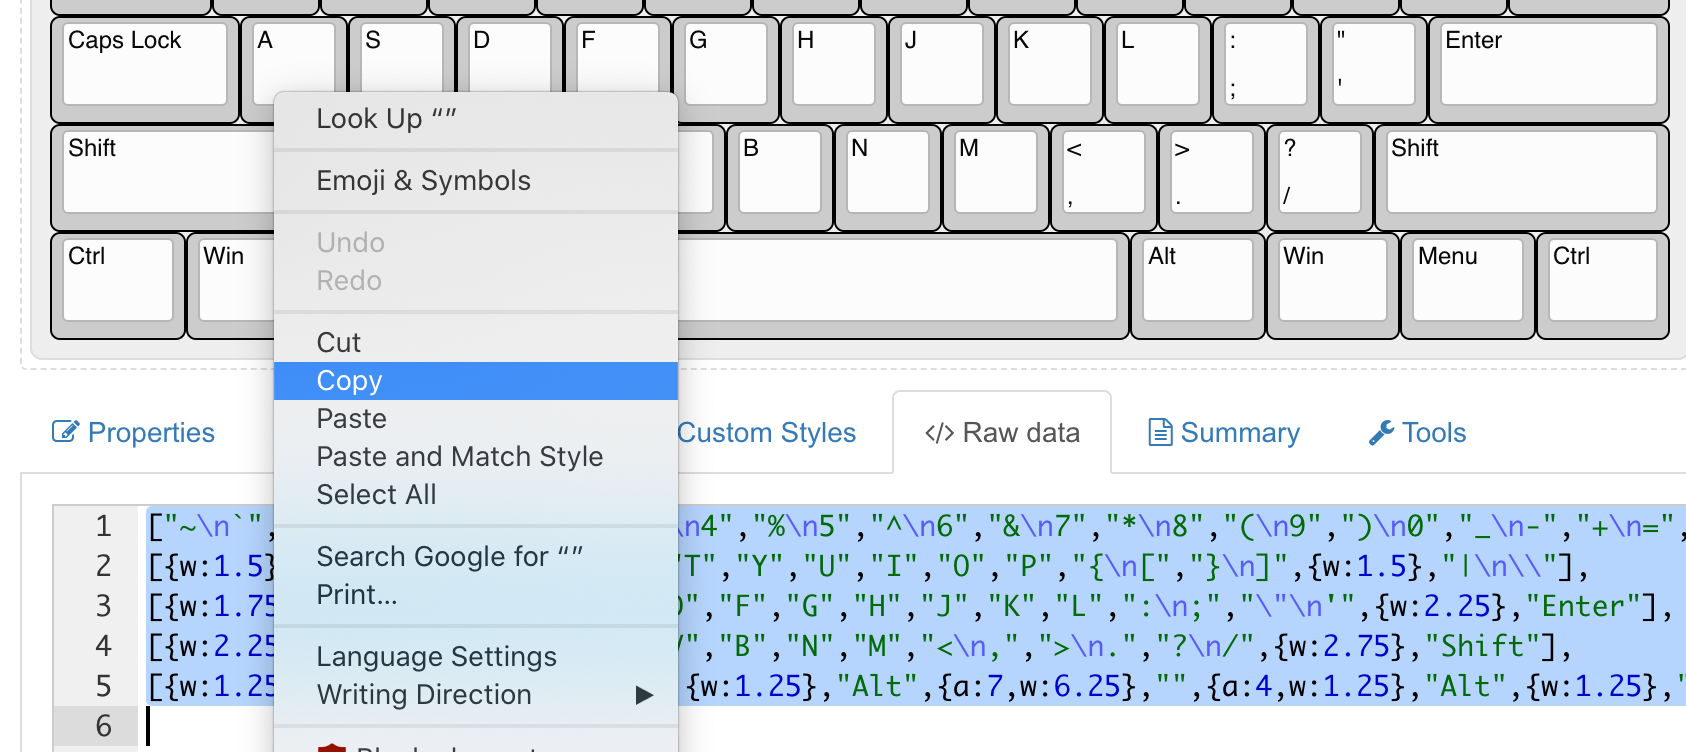 Caps Lock A S D F G H J K L : " Enter
; '
Shift B N M < > ? Shift
, . /
Ctrl Win Alt Win Menu Ctrl
Look Up “”
Emoji & Symbols
Undo
Redo
Cut
Copy
Paste
Paste and Match Style
Select All
Search Google for “”
Print...
Language Settings
Writing Direction ▶
Properties Custom Styles </> Raw data Summary Tools
1 ["~\n`", \n4","%\n5","^\n6","&\n7","*\n8","(\n9",")\n0","_\n-","+\n=",
2 [{w:1.5} "T","Y","U","I","O","P","{\n[","}\n]",{w:1.5},"|\n\\"],
3 [{w:1.75 ","F","G","H","J","K","L",":\n;","\"\n'",{w:2.25},"Enter"],
4 [{w:2.25 ","B","N","M","<\n,",">\n.","?\n/",{w:2.75},"Shift"],
5 [{w:1.25 {w:1.25},"Alt",{a:7,w:6.25},"",{a:4,w:1.25},"Alt",{w:1.25},"
6